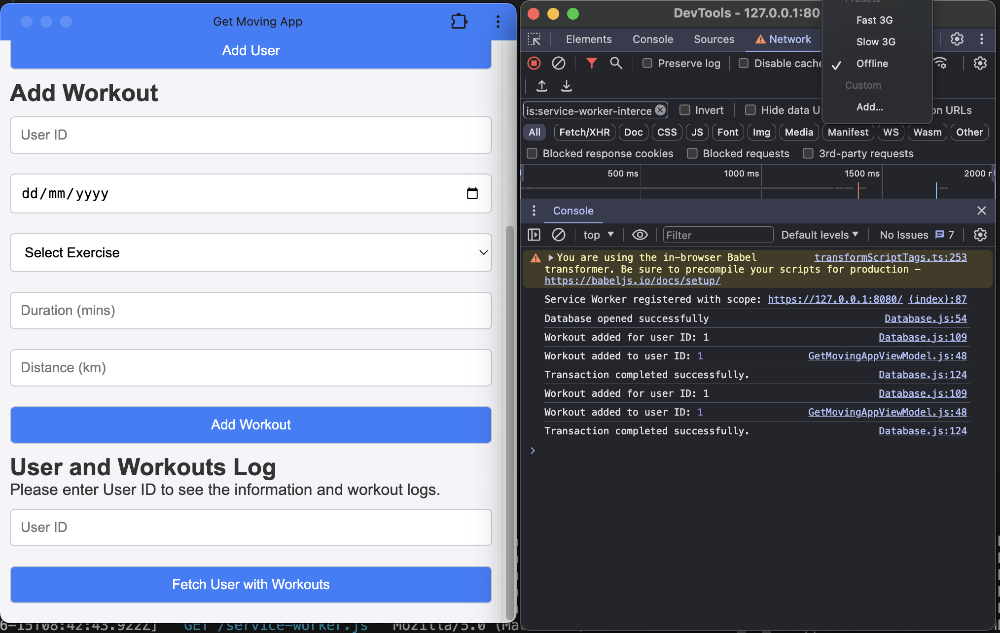 Get Moving App
Add User
Add Workout
User ID
dd/mm/yyyy
Select Exercise
Duration (mins)
Distance (km)
Add Workout
User and Workouts Log
Please enter User ID to see the information and workout logs.
User ID
Fetch User with Workouts
6-15T08:42:43.922Z]  "GET /service-worker.js" "Mozilla/5.0
DevTools - 127.0.0.1:80
Presets
Fast 3G
Slow 3G
Offline
Custom
Add...
Elements Console Sources Network
Preserve log Disable cache
is:service-worker-interce Invert Hide data U on URLs
All Fetch/XHR Doc CSS JS Font Img Media Manifest WS Wasm Other
Blocked response cookies Blocked requests 3rd-party requests
500 ms 1000 ms 1500 ms 2000
Console
top Filter Default levels No Issues 7
You are using the in-browser Babel transformScriptTags.ts:253
transformer. Be sure to precompile your scripts for production –
https://babeljs.io/docs/setup/
Service Worker registered with scope: https://127.0.0.1:8080/ (index):87
Database opened successfully Database.js:54
Workout added for user ID: 1 Database.js:109
Workout added to user ID: 1 GetMovingAppViewModel.js:48
Transaction completed successfully. Database.js:124
Workout added for user ID: 1 Database.js:109
Workout added to user ID: 1 GetMovingAppViewModel.js:48
Transaction completed successfully. Database.js:124